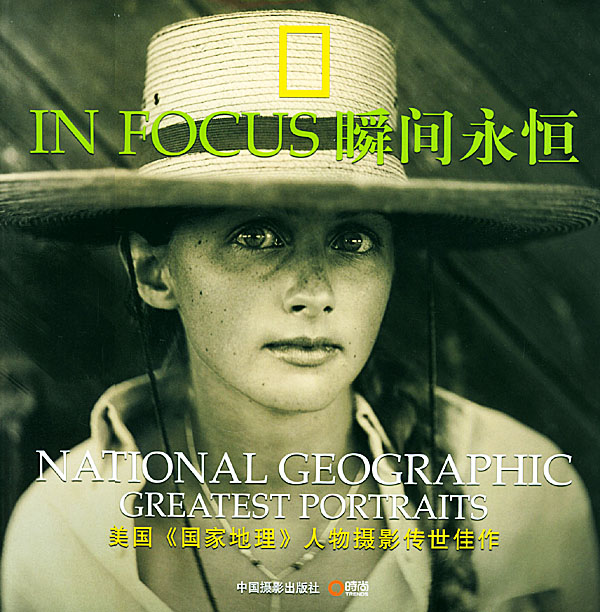 IN FOCUS 瞬间永恒
NATIONAL GEOGRAPHIC
GREATEST PORTRAITS
美国《国家地理》人物摄影传世佳作
中国摄影出版社 时尚
TRENDS